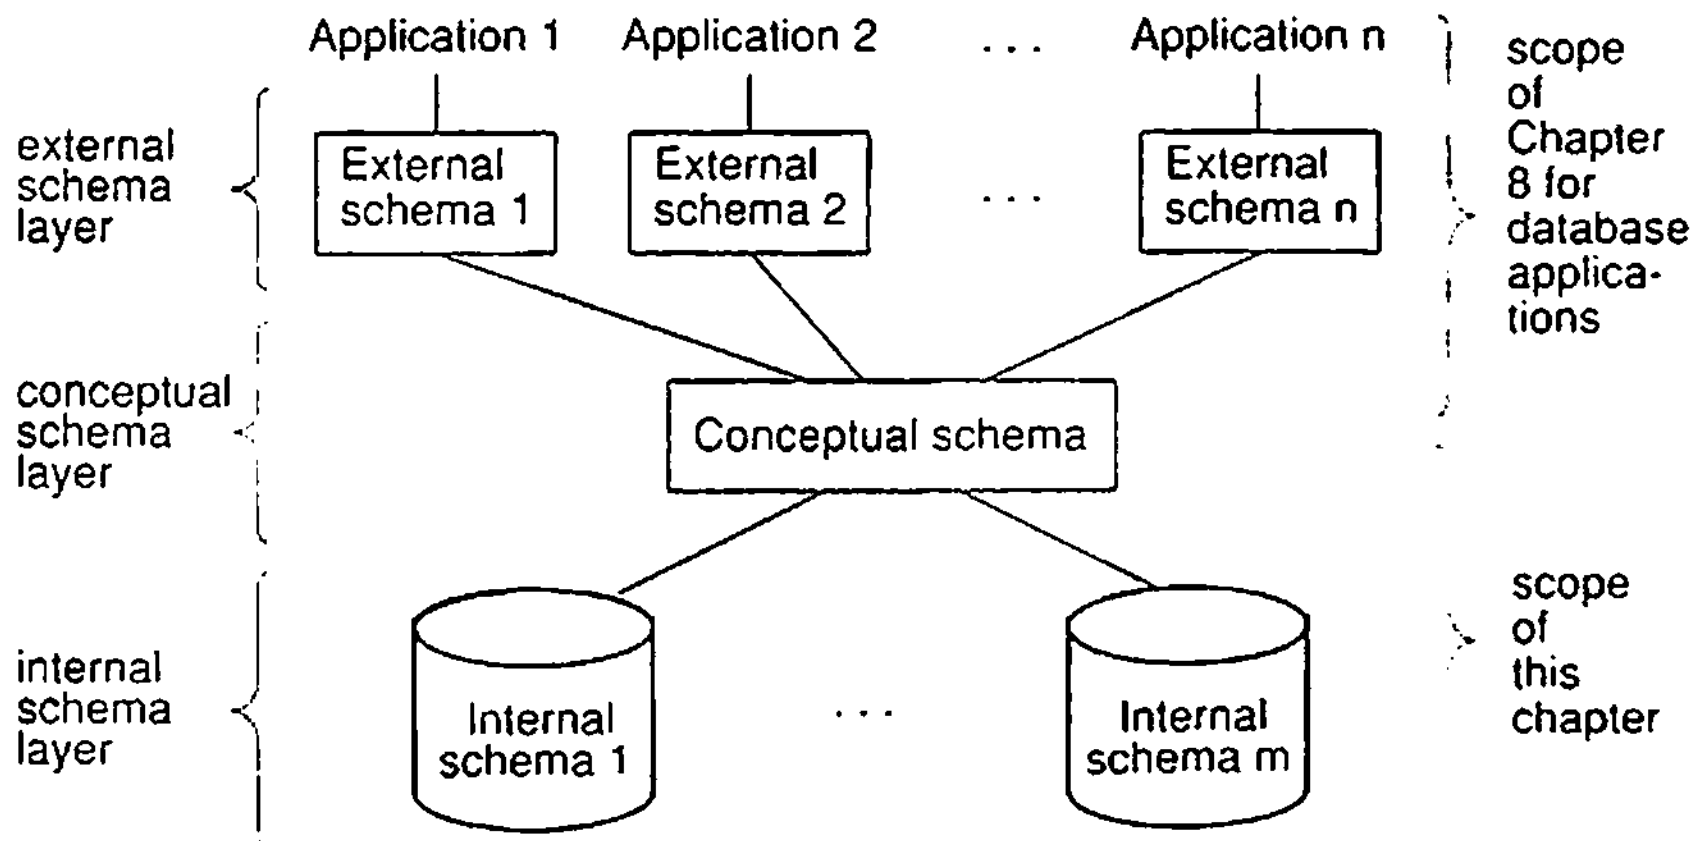 Application 1
Application 2
...
Application n
external
schema
layer
External
schema 1
External
schema 2
...
External
schema n
scope
of
Chapter
8 for
database
applica-
tions
conceptual
schema
layer
Conceptual schema
internal
schema
layer
Internal
schema 1
...
Internal
schema m
scope
of
this
chapter